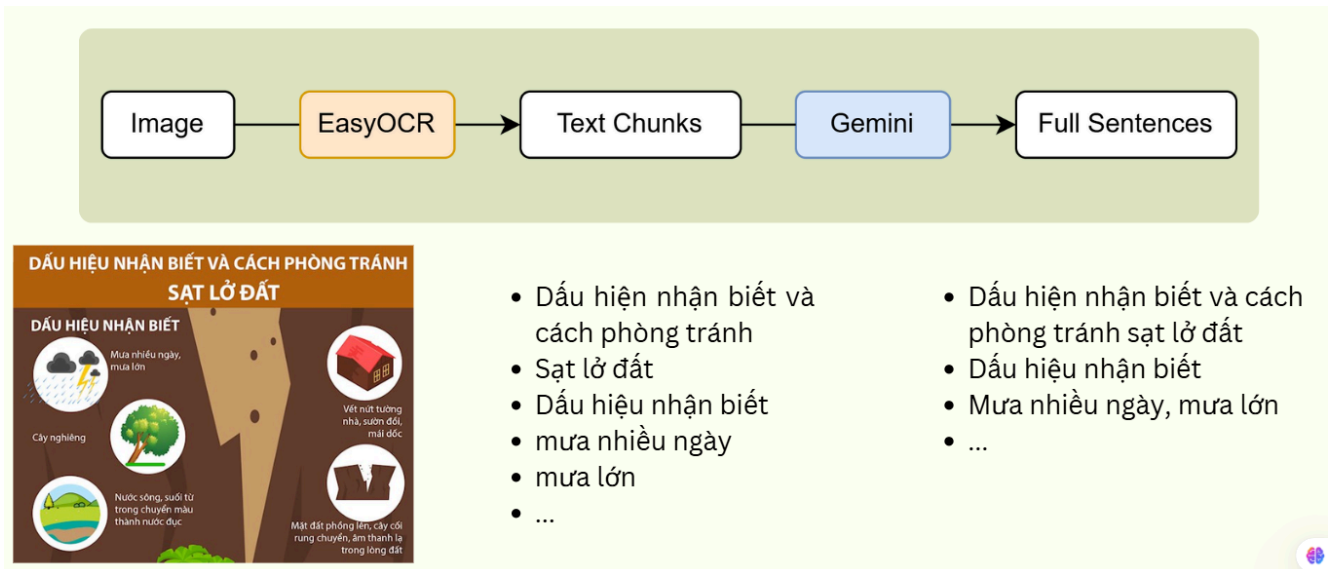 Image
EasyOCR
Text Chunks
Gemini
Full Sentences
DẤU HIỆU NHẬN BIẾT VÀ CÁCH PHÒNG TRÁNH
SẠT LỞ ĐẤT
DẤU HIỆU NHẬN BIẾT
Mưa nhiều ngày,
mưa lớn
Vết nứt tường
nhà, sườn đồi,
mái dốc
Cây nghiêng
Nước sông, suối từ
trong chuyển màu
thành nước đục
Mặt đất phồng lên, cây cối
rung chuyển, âm thanh lạ
trong lòng đất
• Dấu hiện nhận biết và
cách phòng tránh
• Sạt lở đất
• Dấu hiệu nhận biết
• mưa nhiều ngày
• mưa lớn
• ...
• Dấu hiện nhận biết và cách
phòng tránh sạt lở đất
• Dấu hiệu nhận biết
• Mưa nhiều ngày, mưa lớn
• ...